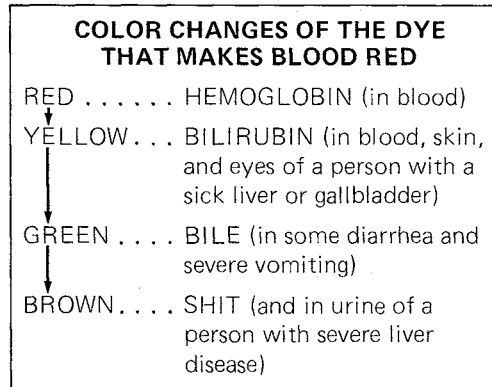 COLOR CHANGES OF THE DYE
THAT MAKES BLOOD RED
RED ...... HEMOGLOBIN (in blood)
YELLOW... BILIRUBIN (in blood, skin,
and eyes of a person with a
sick liver or gallbladder)
GREEN .... BILE (in some diarrhea and
severe vomiting)
BROWN.... SHIT (and in urine of a
person with severe liver
disease)